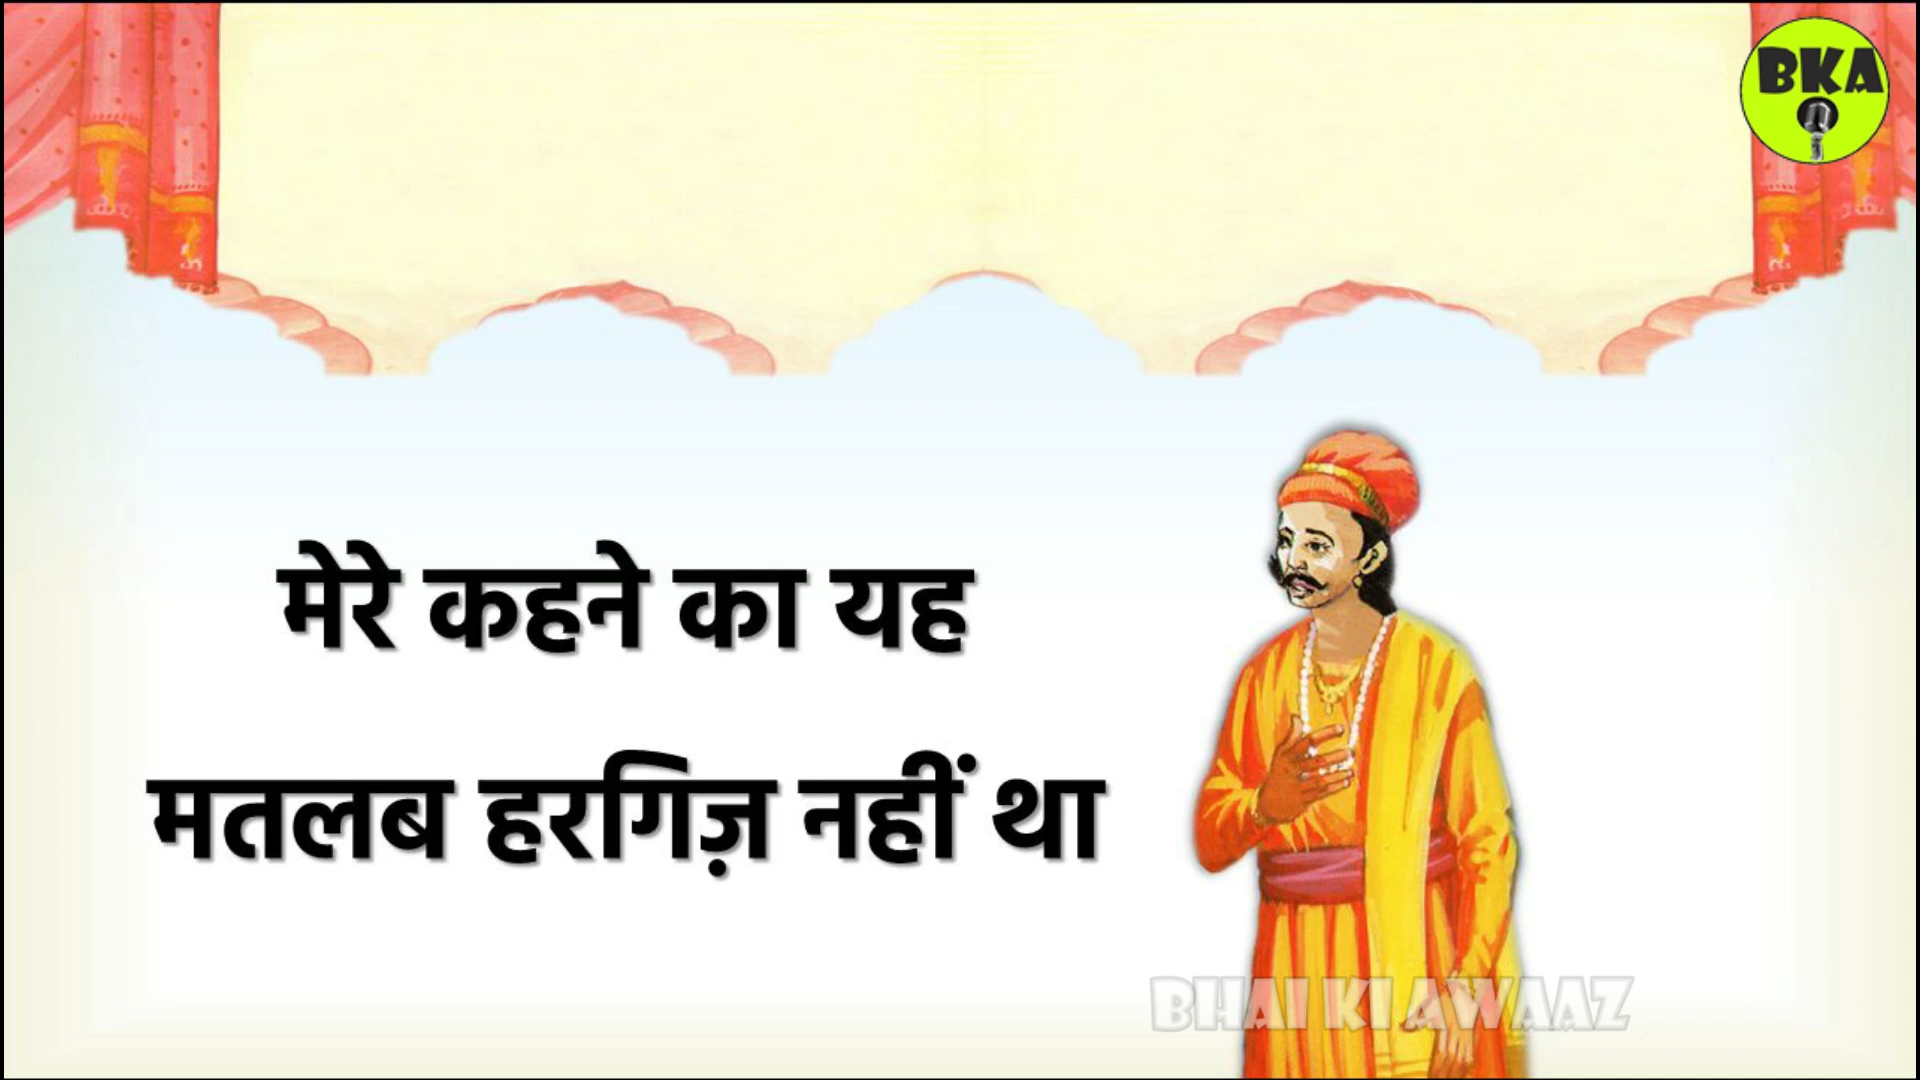 BKA
मेरे कहने का यह
मतलब हरगिज़ नहीं था
BHAI KI AWAAZ